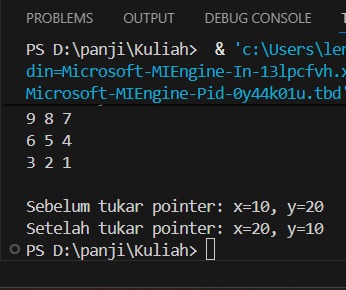 PROBLEMS OUTPUT DEBUG CONSOLE
PS D:\panji\Kuliah> & 'c:\Users\len
din=Microsoft-MIEngine-In-13lpcfvh.x
Microsoft-MIEngine-Pid-0y44k01u.tbd'
9 8 7
6 5 4
3 2 1
Sebelum tukar pointer: x=10, y=20
Setelah tukar pointer: x=20, y=10
PS D:\panji\Kuliah>